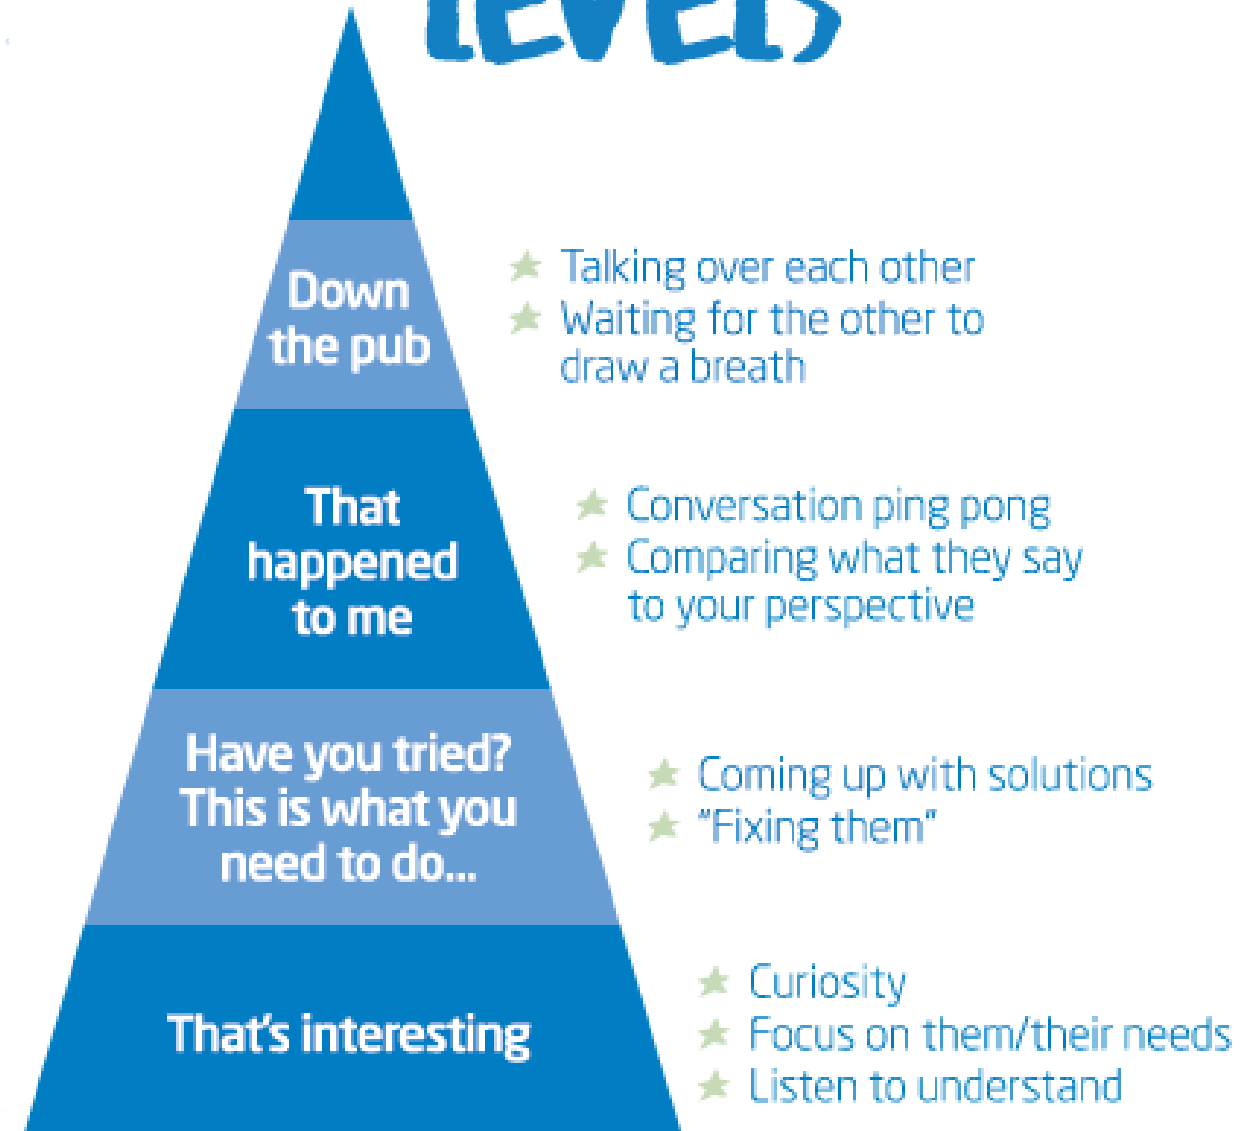 LEVELS
Down
the pub
Talking over each other
Waiting for the other to
draw a breath
That
happened
to me
Conversation ping pong
Comparing what they say
to your perspective
Have you tried?
This is what you
need to do...
Coming up with solutions
"Fixing them"
That's interesting
Curiosity
Focus on them/their needs
Listen to understand